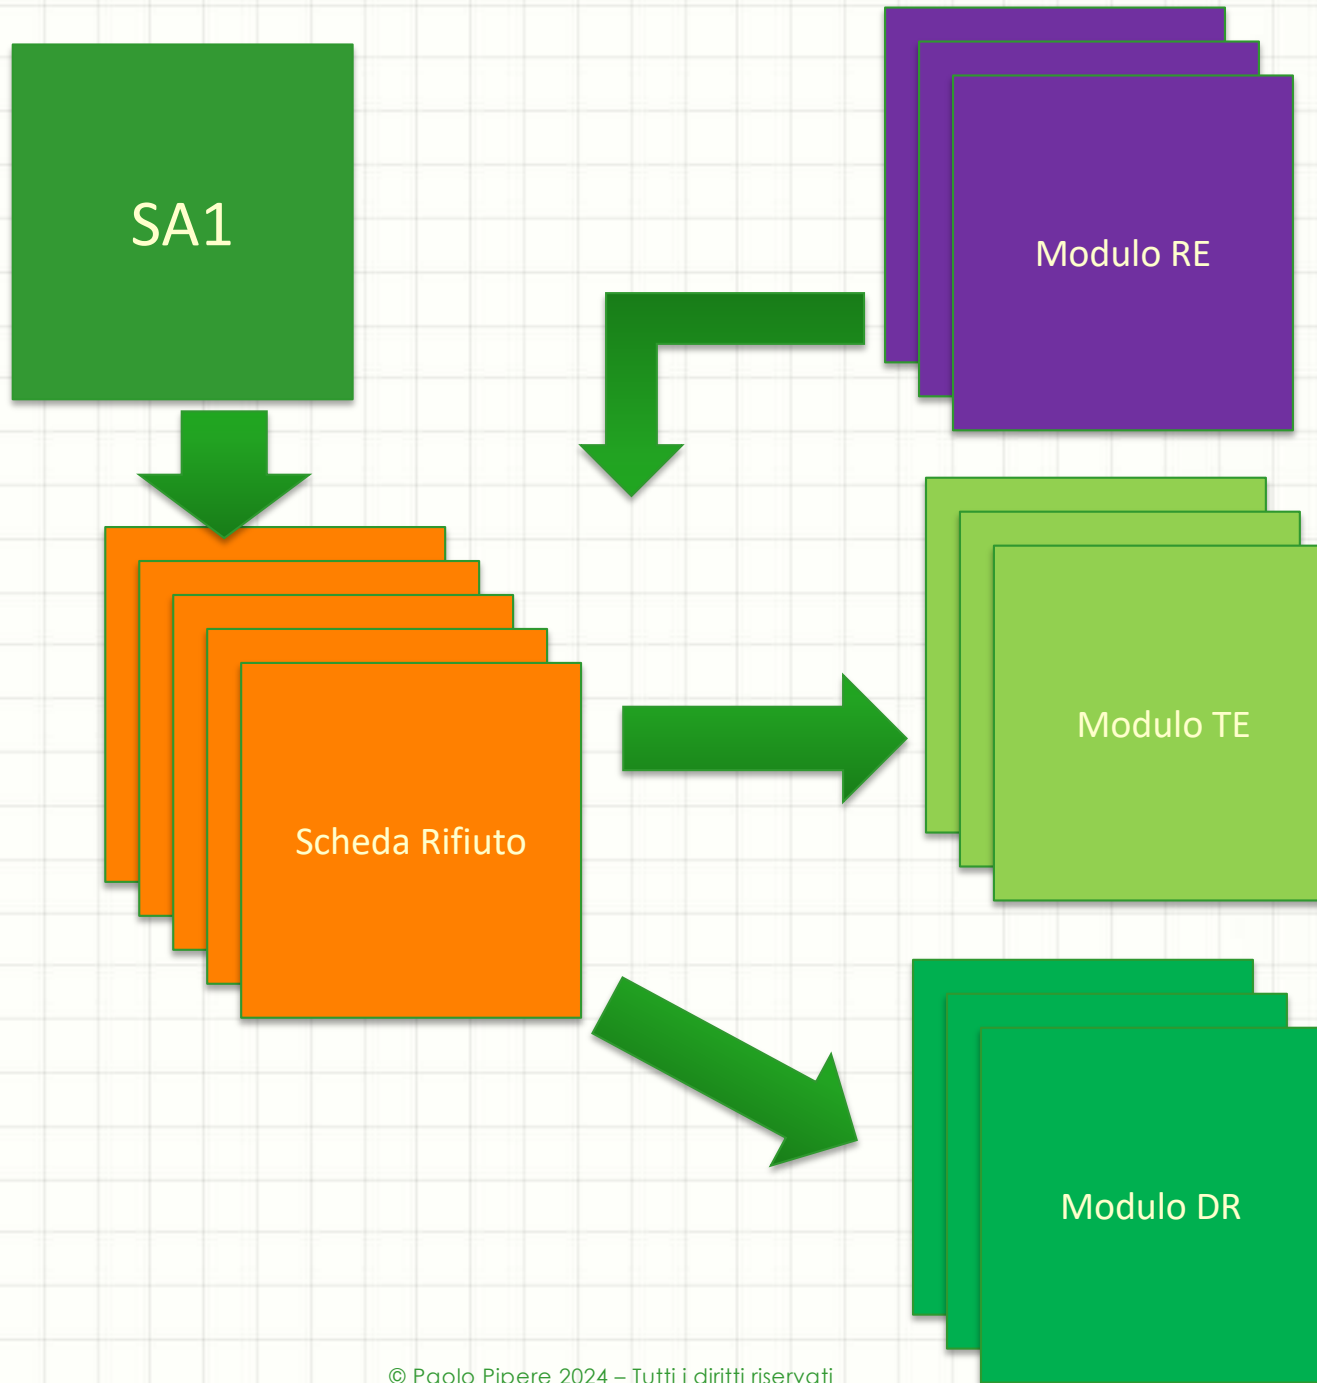 SA1
Modulo RE
Modulo TE
Scheda Rifiuto
Modulo DR
© Paolo Pipere 2024 – Tutti i diritti riservati